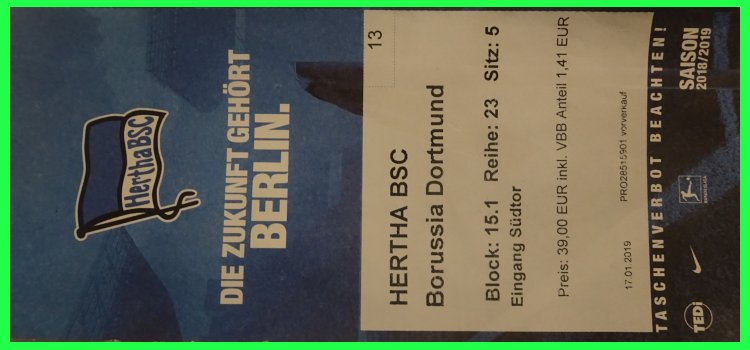 HerthaBSC
DIE ZUKUNFT GEHÖRT
BERLIN.
13
HERTHA BSC
Borussia Dortmund
Block: 15.1 Reihe: 23 Sitz: 5
Eingang Südtor
Preis: 39,00 EUR inkl. VBB Anteil 1,41 EUR
PRO28515901 vorverkauf
17.01.2019
TASCHENVERBOT BEACHTEN!
TEDi
BUNDESLIGA
SAISON
2018/2019